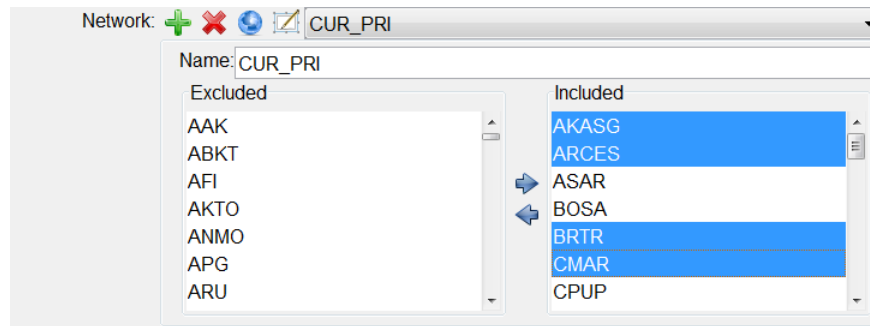 Network: CUR_PRI
Name: CUR_PRI
Excluded
AAK
ABKT
AFI
AKTO
ANMO
APG
ARU
Included
AKASG
ARCES
ASAR
BOSA
BRTR
CMAR
CPUP